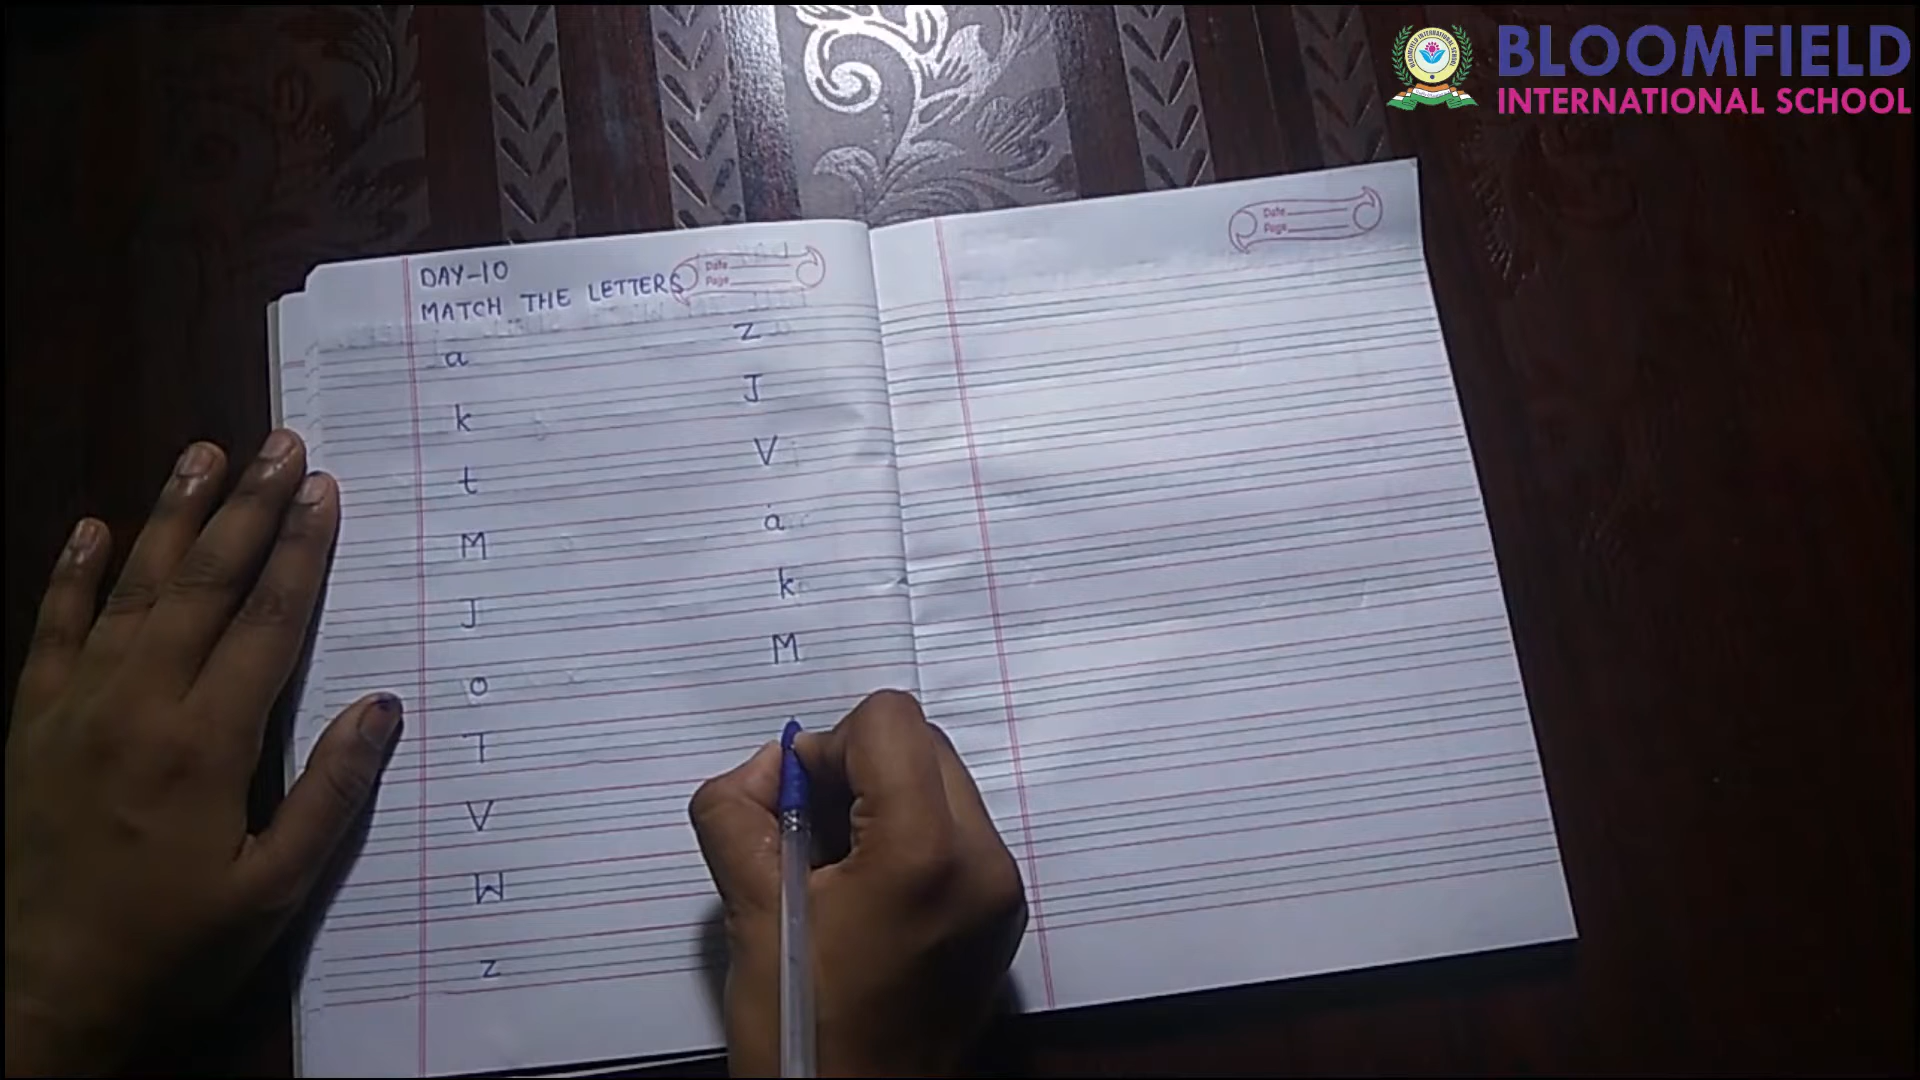 BLOOMFIELD
INTERNATIONAL SCHOOL
Date
Page
DAY-10
MATCH THE LETTERS
Date
Page
a z
k J
t V
M a
J k
o M
T
V
W
z